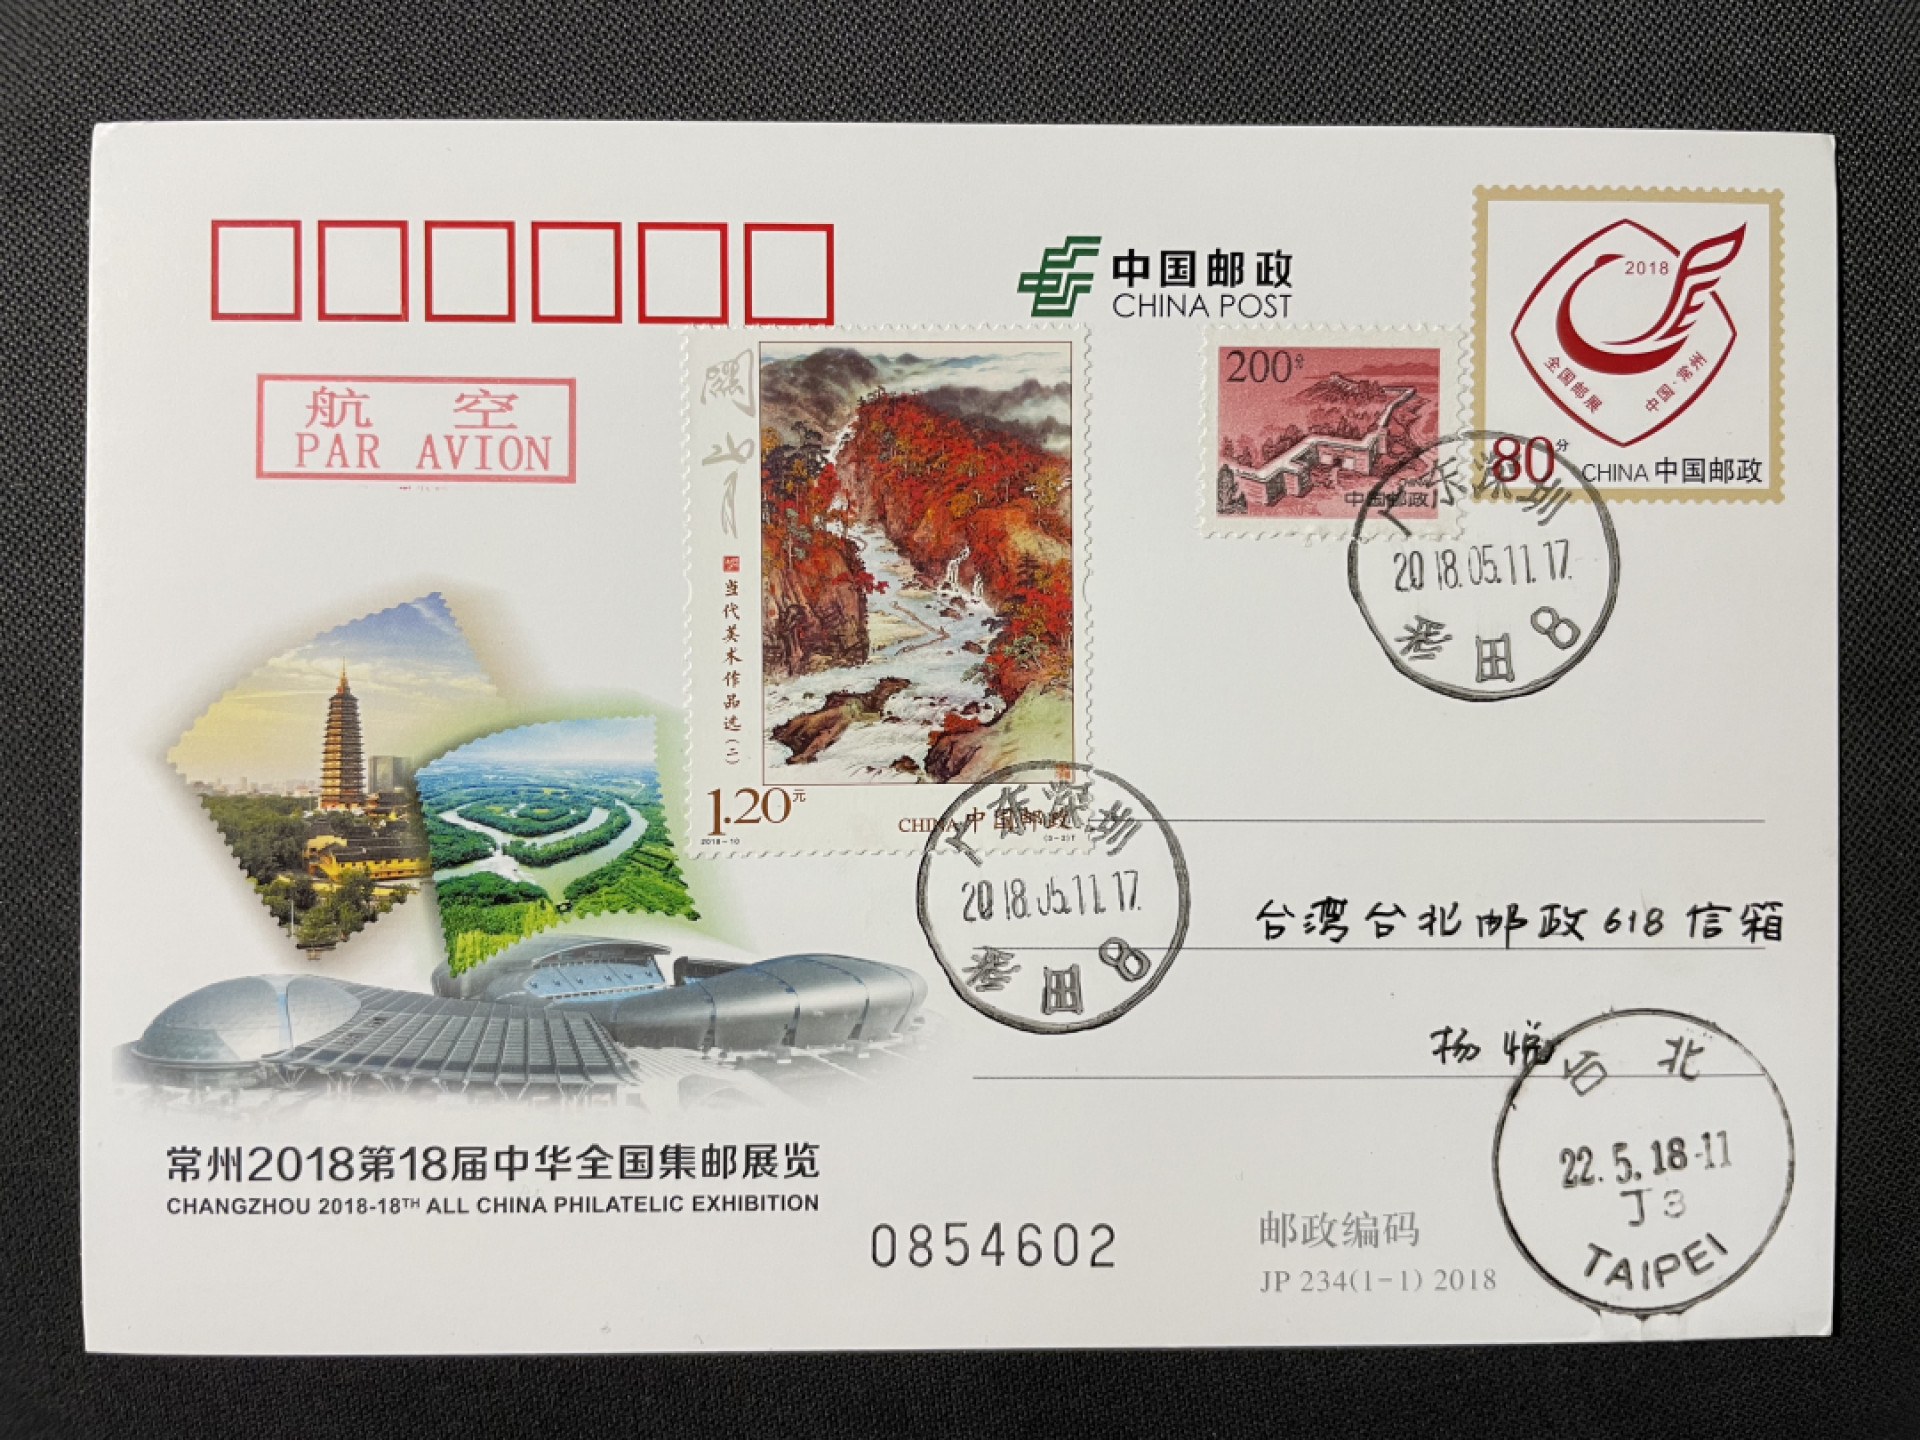 中国邮政
CHINA POST
2018
全国邮展 中国·常州
80分
CHINA 中国邮政
200分
中国邮政
航 空
PAR AVION
关山月
当代美术作品选(二)
1.20元
2018-10
CHINA 中国邮政
(3-2)T
广东深圳
2018.05.11.17.
田 8
广东深圳
2018.05.11.17.
田 8
台湾台北邮政618信箱
杨悦
台 北
22.5.18-11
J3
TAIPEI
常州2018第18届中华全国集邮展览
CHANGZHOU 2018-18TH ALL CHINA PHILATELIC EXHIBITION
0854602
邮政编码
JP 234(1-1) 2018